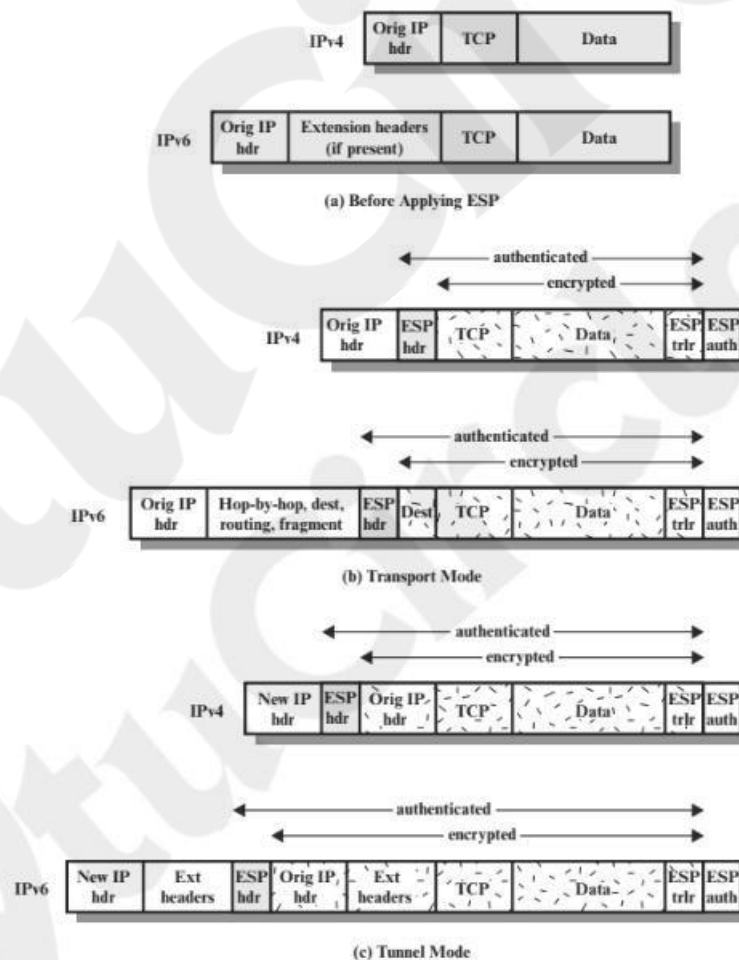 IPv4
Orig IP hdr
TCP
Data
IPv6
Orig IP hdr
Extension headers (if present)
TCP
Data
(a) Before Applying ESP
authenticated
encrypted
IPv4
Orig IP hdr
ESP hdr
TCP
Data
ESP trlr
ESP auth
authenticated
encrypted
IPv6
Orig IP hdr
Hop-by-hop, dest, routing, fragment
ESP hdr
Dest
TCP
Data
ESP trlr
ESP auth
(b) Transport Mode
authenticated
encrypted
IPv4
New IP hdr
ESP hdr
Orig IP hdr
TCP
Data
ESP trlr
ESP auth
authenticated
encrypted
IPv6
New IP hdr
Ext headers
ESP hdr
Orig IP hdr
Ext headers
TCP
Data
ESP trlr
ESP auth
(c) Tunnel Mode